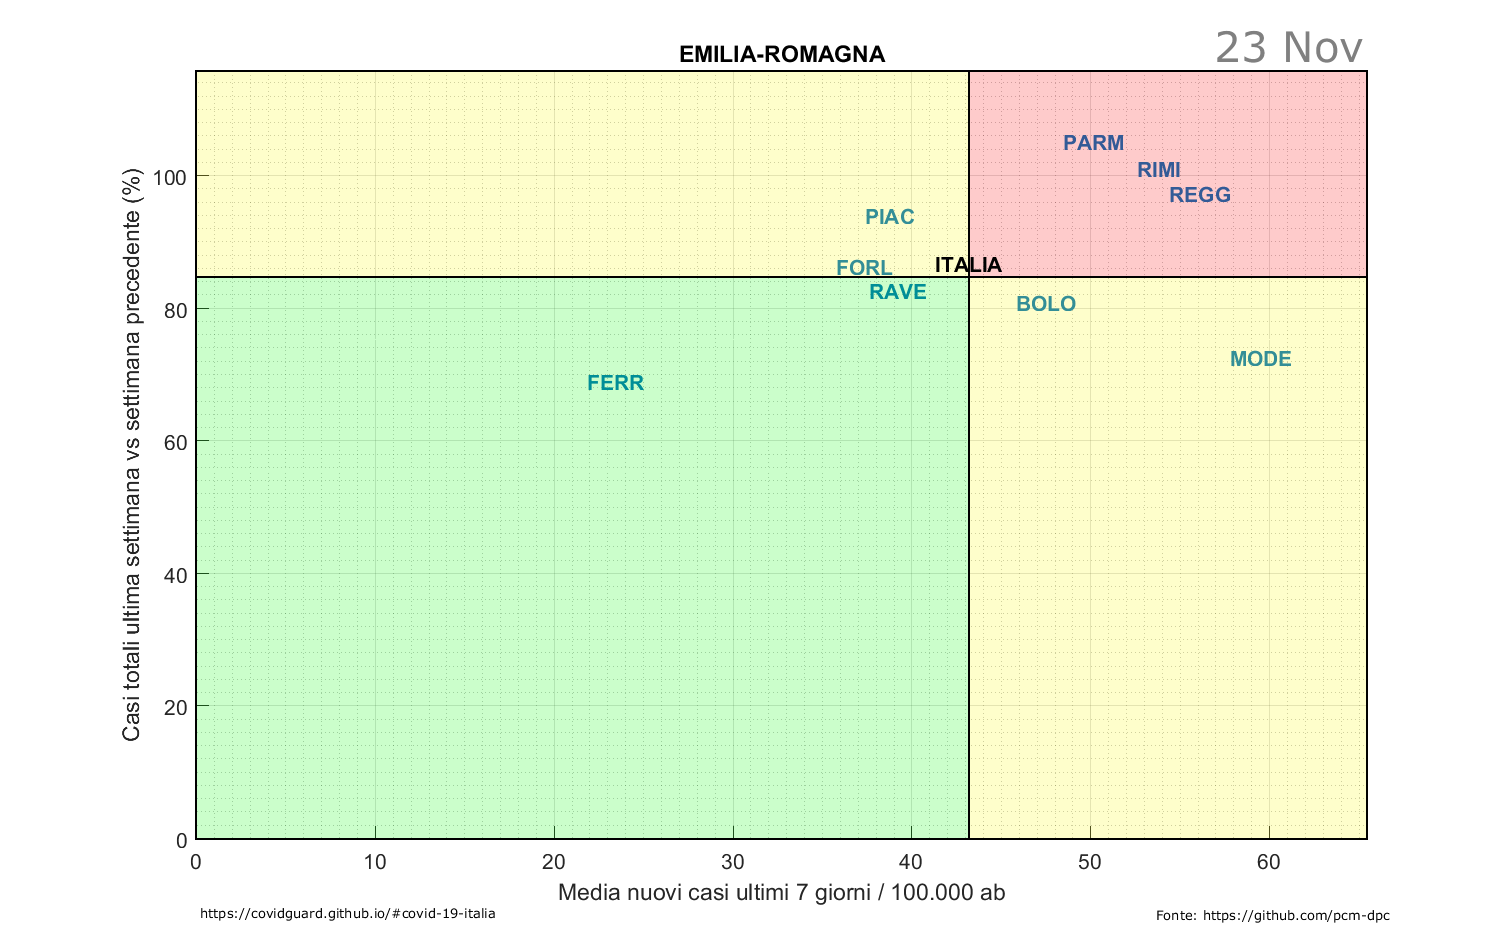 EMILIA-ROMAGNA
23 Nov
Casi totali ultima settimana vs settimana precedente (%)
100
80
60
40
20
0
PARM
RIMI
REGG
PIAC
FORL
ITALIA
RAVE
BOLO
MODE
FERR
0 10 20 30 40 50 60
Media nuovi casi ultimi 7 giorni / 100.000 ab
https://covidguard.github.io/#covid-19-italia
Fonte: https://github.com/pcm-dpc